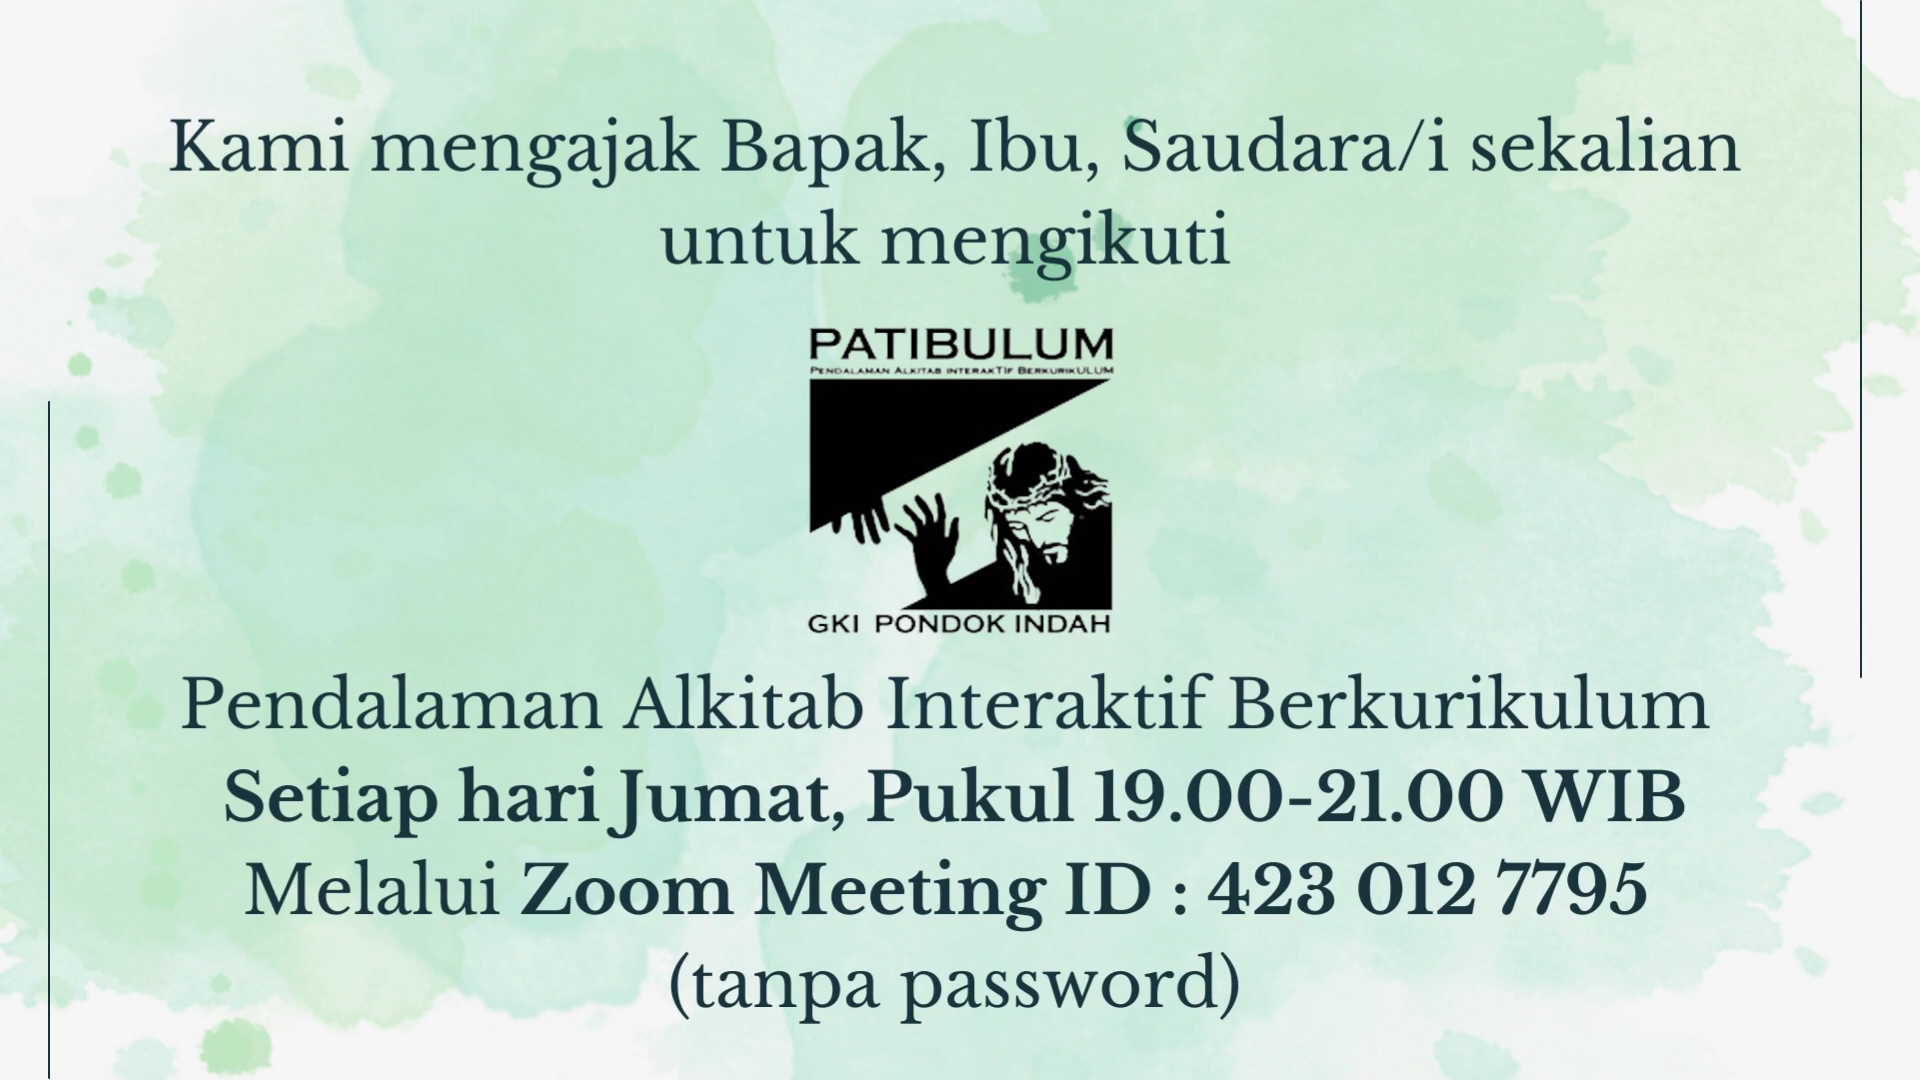 Kami mengajak Bapak, Ibu, Saudara/i sekalian
untuk mengikuti
PATIBULUM
PENDALAMAN ALKITAB INTERAKTIF BERKURIKULUM
GKI PONDOK INDAH
Pendalaman Alkitab Interaktif Berkurikulum
Setiap hari Jumat, Pukul 19.00-21.00 WIB
Melalui Zoom Meeting ID : 423 012 7795
(tanpa password)